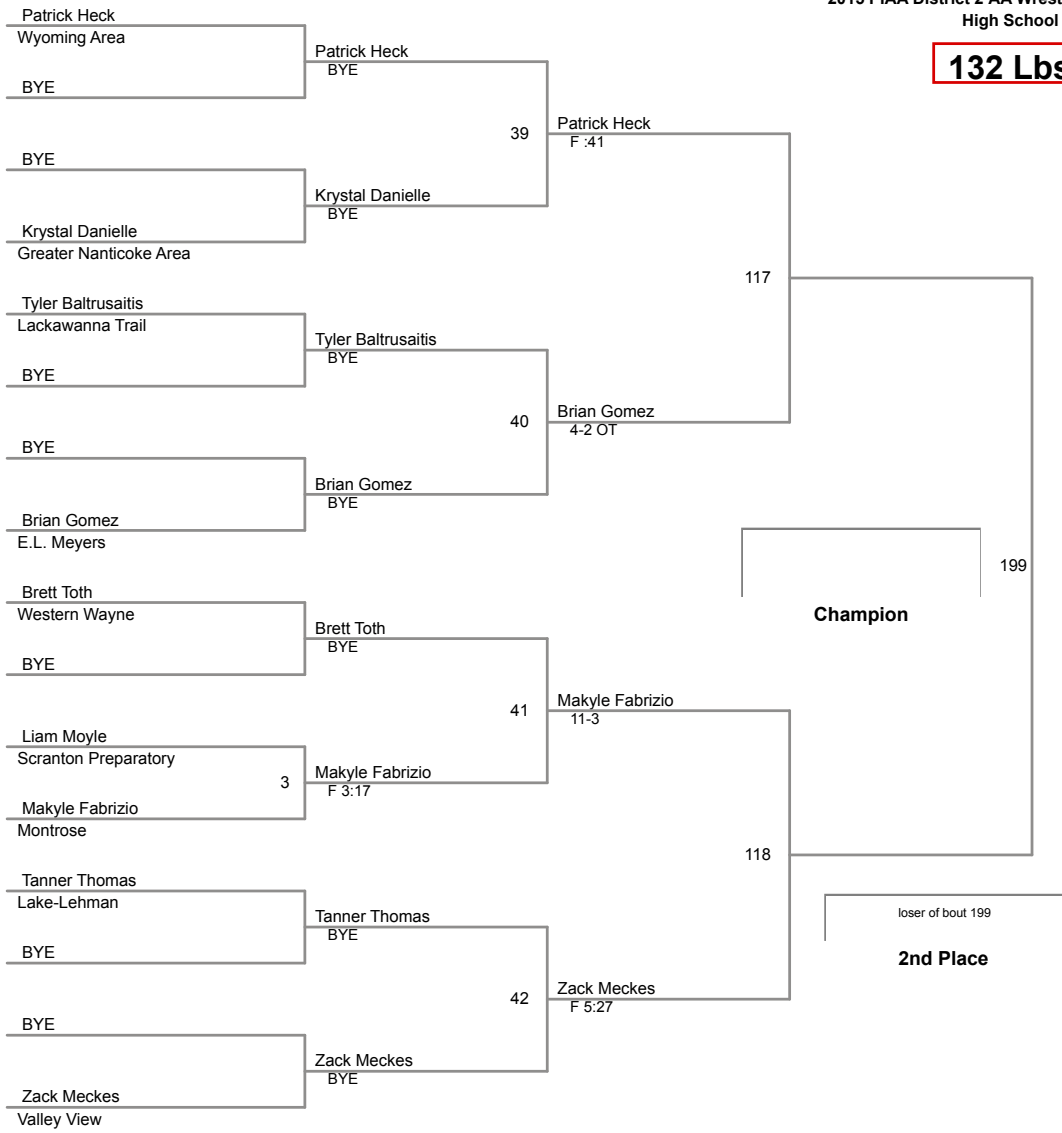 2015 PIAA District 2 AA
High School
132 Lbs
Patrick Heck
Wyoming Area
BYE
BYE
Krystal Danielle
Greater Nanticoke Area
Tyler Baltrusaitis
Lackawanna Trail
BYE
BYE
Brian Gomez
E.L. Meyers
Brett Toth
Western Wayne
BYE
Liam Moyle
Scranton Preparatory
3
Makyle Fabrizio
Montrose
Tanner Thomas
Lake-Lehman
BYE
BYE
Zack Meckes
Valley View
Patrick Heck
BYE
39
Krystal Danielle
BYE
Tyler Baltrusaitis
BYE
40
Brian Gomez
BYE
Brett Toth
BYE
41
Makyle Fabrizio
F 3:17
Tanner Thomas
BYE
42
Zack Meckes
BYE
Patrick Heck
F :41
117
Brian Gomez
4-2 OT
Makyle Fabrizio
11-3
118
Zack Meckes
F 5:27
199
Champion
loser of bout 199
2nd Place